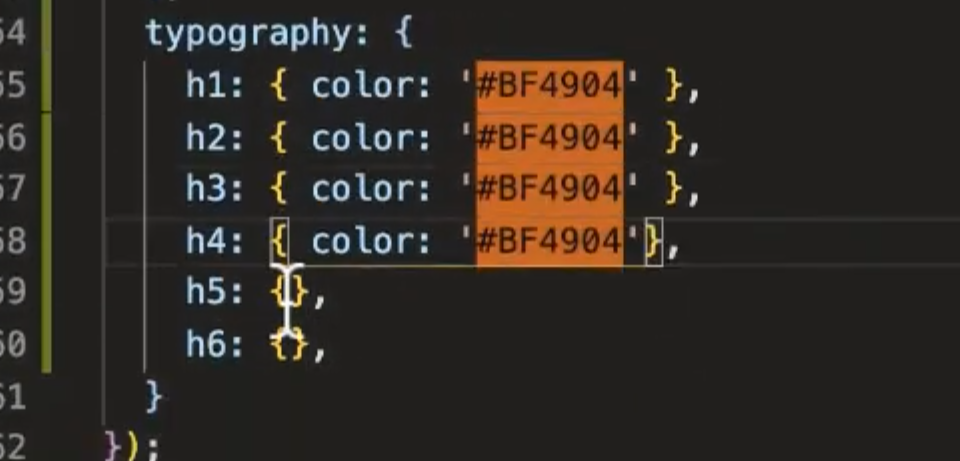 54 typography: {
55 h1: { color: '#BF4904' },
56 h2: { color: '#BF4904' },
57 h3: { color: '#BF4904' },
58 h4: { color: '#BF4904'},
59 h5: {},
60 h6: {},
61 }
62 });